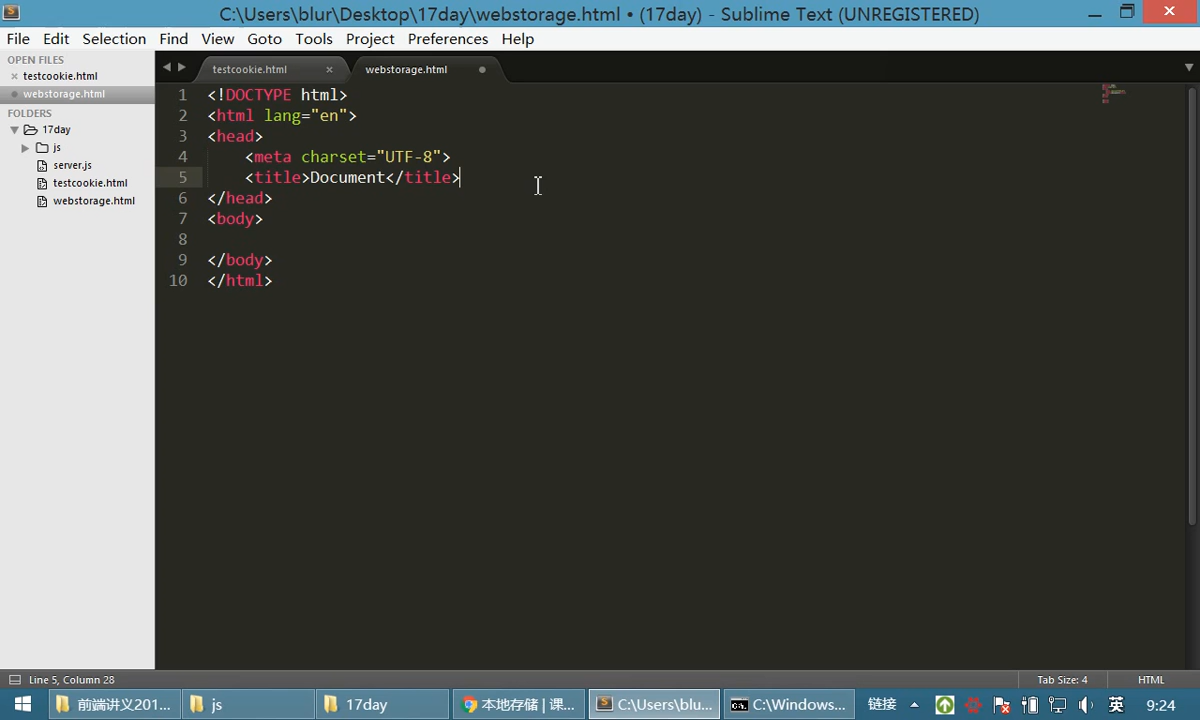 C:\Users\blur\Desktop\17day\webstorage.html • (17day) - Sublime Text (UNREGISTERED)
File Edit Selection Find View Goto Tools Project Preferences Help
OPEN FILES
testcookie.html
webstorage.html
FOLDERS
17day
js
server.js
testcookie.html
webstorage.html
testcookie.html
webstorage.html
1 <!DOCTYPE html>
2 <html lang="en">
3 <head>
4 <meta charset="UTF-8">
5 <title>Document</title>
6 </head>
7 <body>
8
9 </body>
10 </html>
Line 5, Column 28
Tab Size: 4
HTML
前端讲义201...
js
17day
本地存储 | 课...
C:\Users\blu...
C:\Windows...
链接
英
9:24